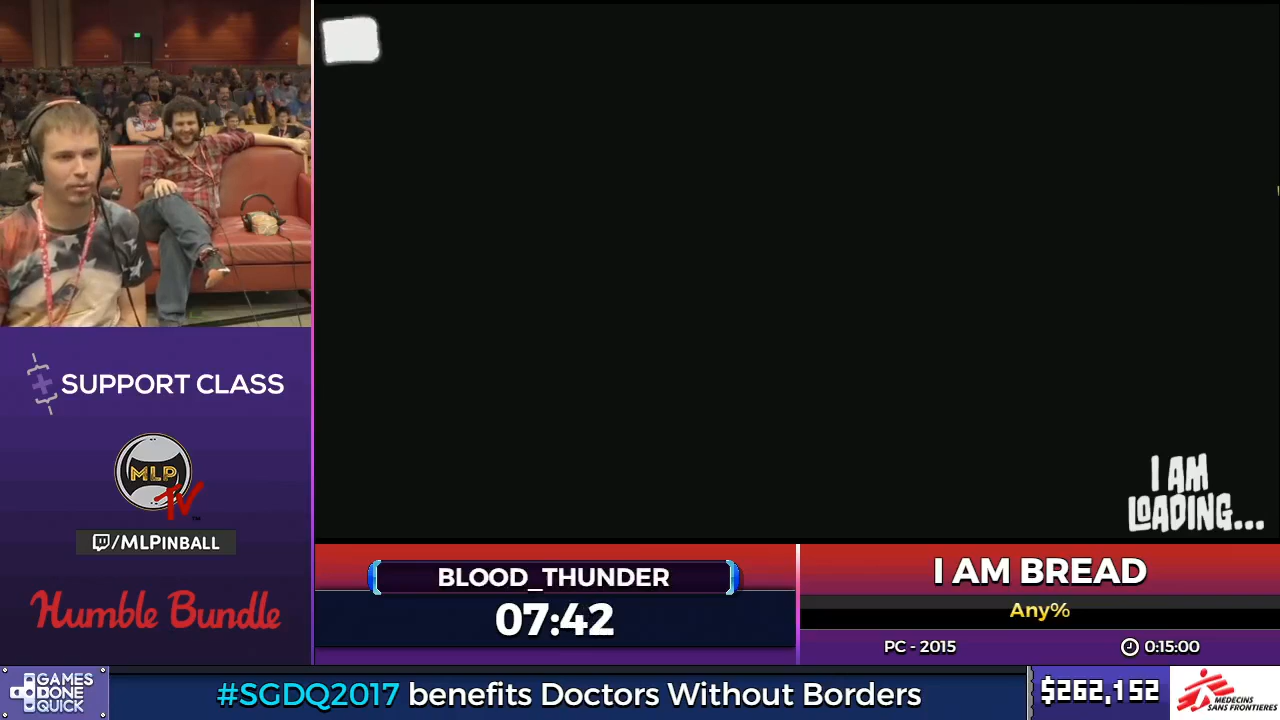 I AM
LOADING...
SUPPORT CLASS
MLP
TV™
/MLPINBALL
Humble Bundle
BLOOD_THUNDER
07:42
I AM BREAD
Any%
PC - 2015
0:15:00
GAMES
DONE
QUICK
#SGDQ2017 benefits Doctors Without Borders
$262,152
MEDECINS
SANS FRONTIERES